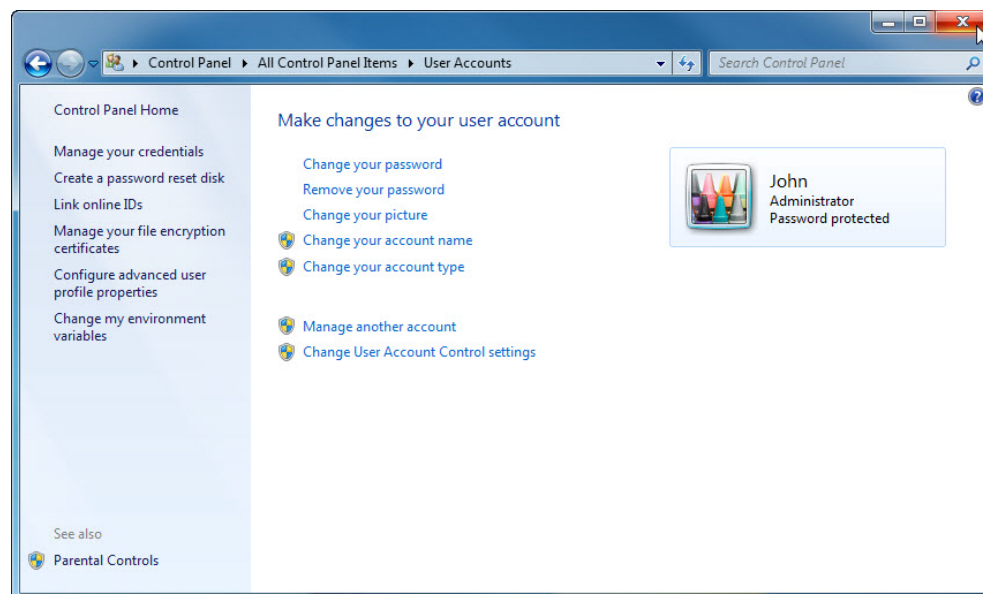 Control Panel
All Control Panel Items
User Accounts
Search Control Panel
Control Panel Home
Manage your credentials
Create a password reset disk
Link online IDs
Manage your file encryption
certificates
Configure advanced user
profile properties
Change my environment
variables
See also
Parental Controls
Make changes to your user account
Change your password
Remove your password
Change your picture
Change your account name
Change your account type
Manage another account
Change User Account Control settings
John
Administrator
Password protected